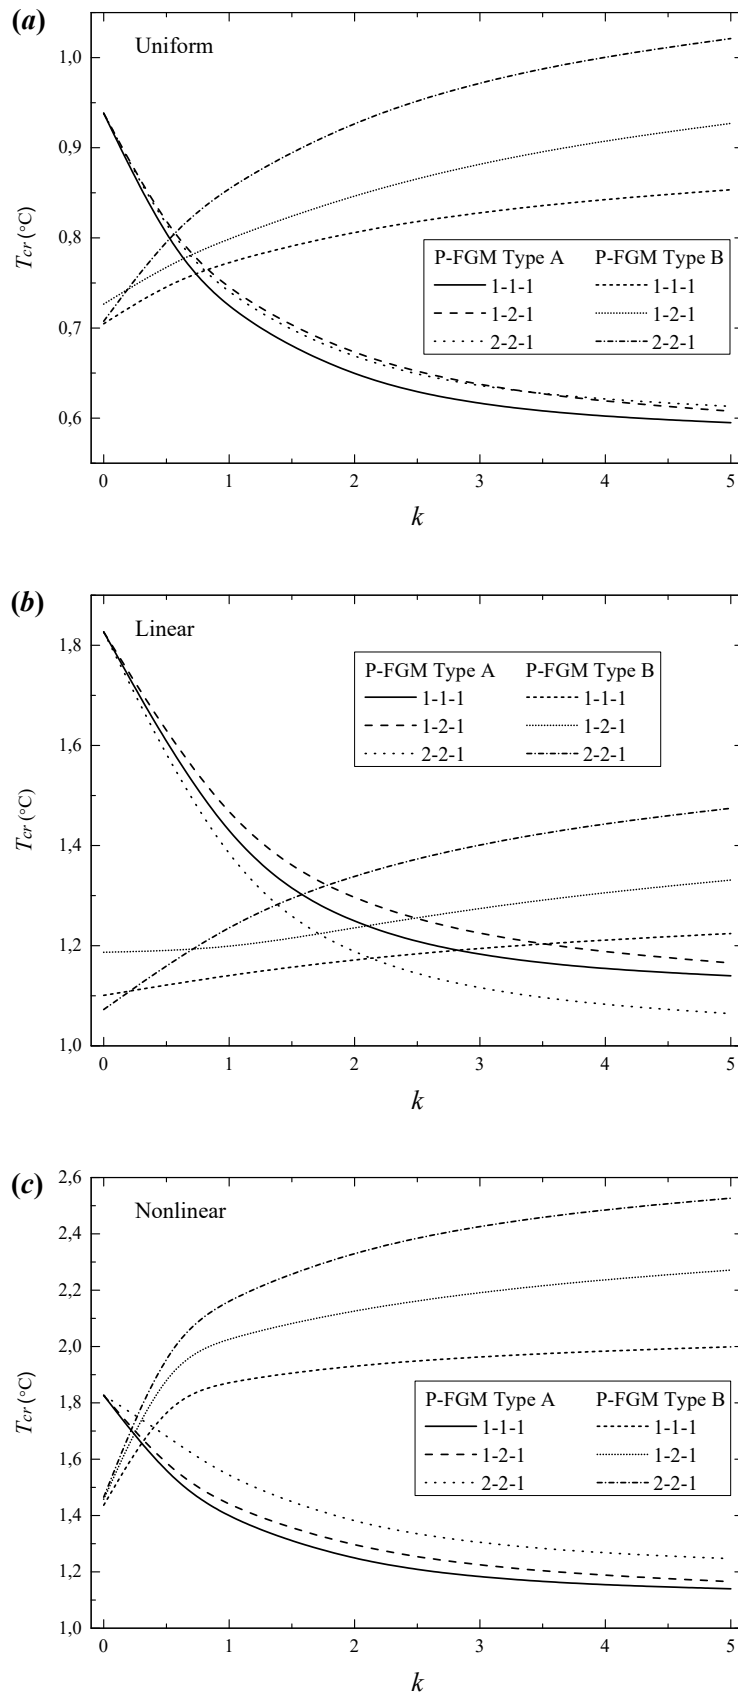 (a)
Uniform
1,0
0,9
0,8
0,7
0,6
Tcr (°C)
P-FGM Type A P-FGM Type B
1-1-1 1-1-1
1-2-1 1-2-1
2-2-1 2-2-1
0 1 2 3 4 5
k
(b)
Linear
1,8
1,6
1,4
1,2
1,0
Tcr (°C)
P-FGM Type A P-FGM Type B
1-1-1 1-1-1
1-2-1 1-2-1
2-2-1 2-2-1
0 1 2 3 4 5
k
(c)
Nonlinear
2,6
2,4
2,2
2,0
1,8
1,6
1,4
1,2
1,0
Tcr (°C)
P-FGM Type A P-FGM Type B
1-1-1 1-1-1
1-2-1 1-2-1
2-2-1 2-2-1
0 1 2 3 4 5
k